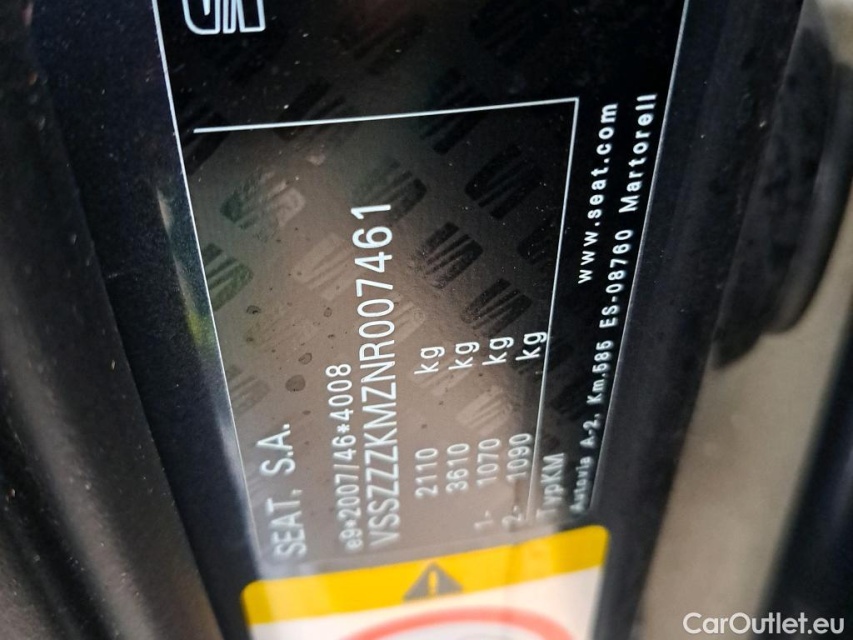 SEAT, S.A.
e9*2007/46*4008
VSSZZZKMZNR007461
2110 kg
3610 kg
1- 1070 kg
2- 1090 kg
TypKM
Autovia A-2, Km.585 ES-08760 Martorell
www.seat.com
CarOutlet.eu